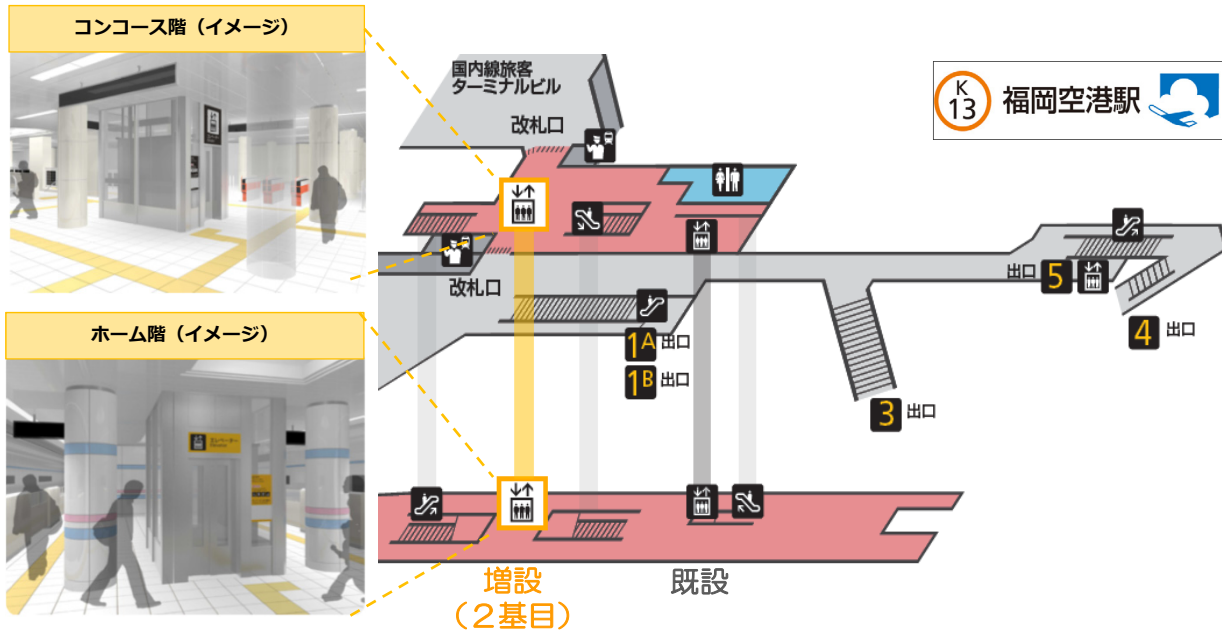 コンコース階（イメージ）
国内線旅客
ターミナルビル
改札口
K
13
福岡空港駅
改札口
出口 5
4 出口
ホーム階（イメージ）
1A 出口
1B 出口
3 出口
エレベーター
増設
（２基目）
既設